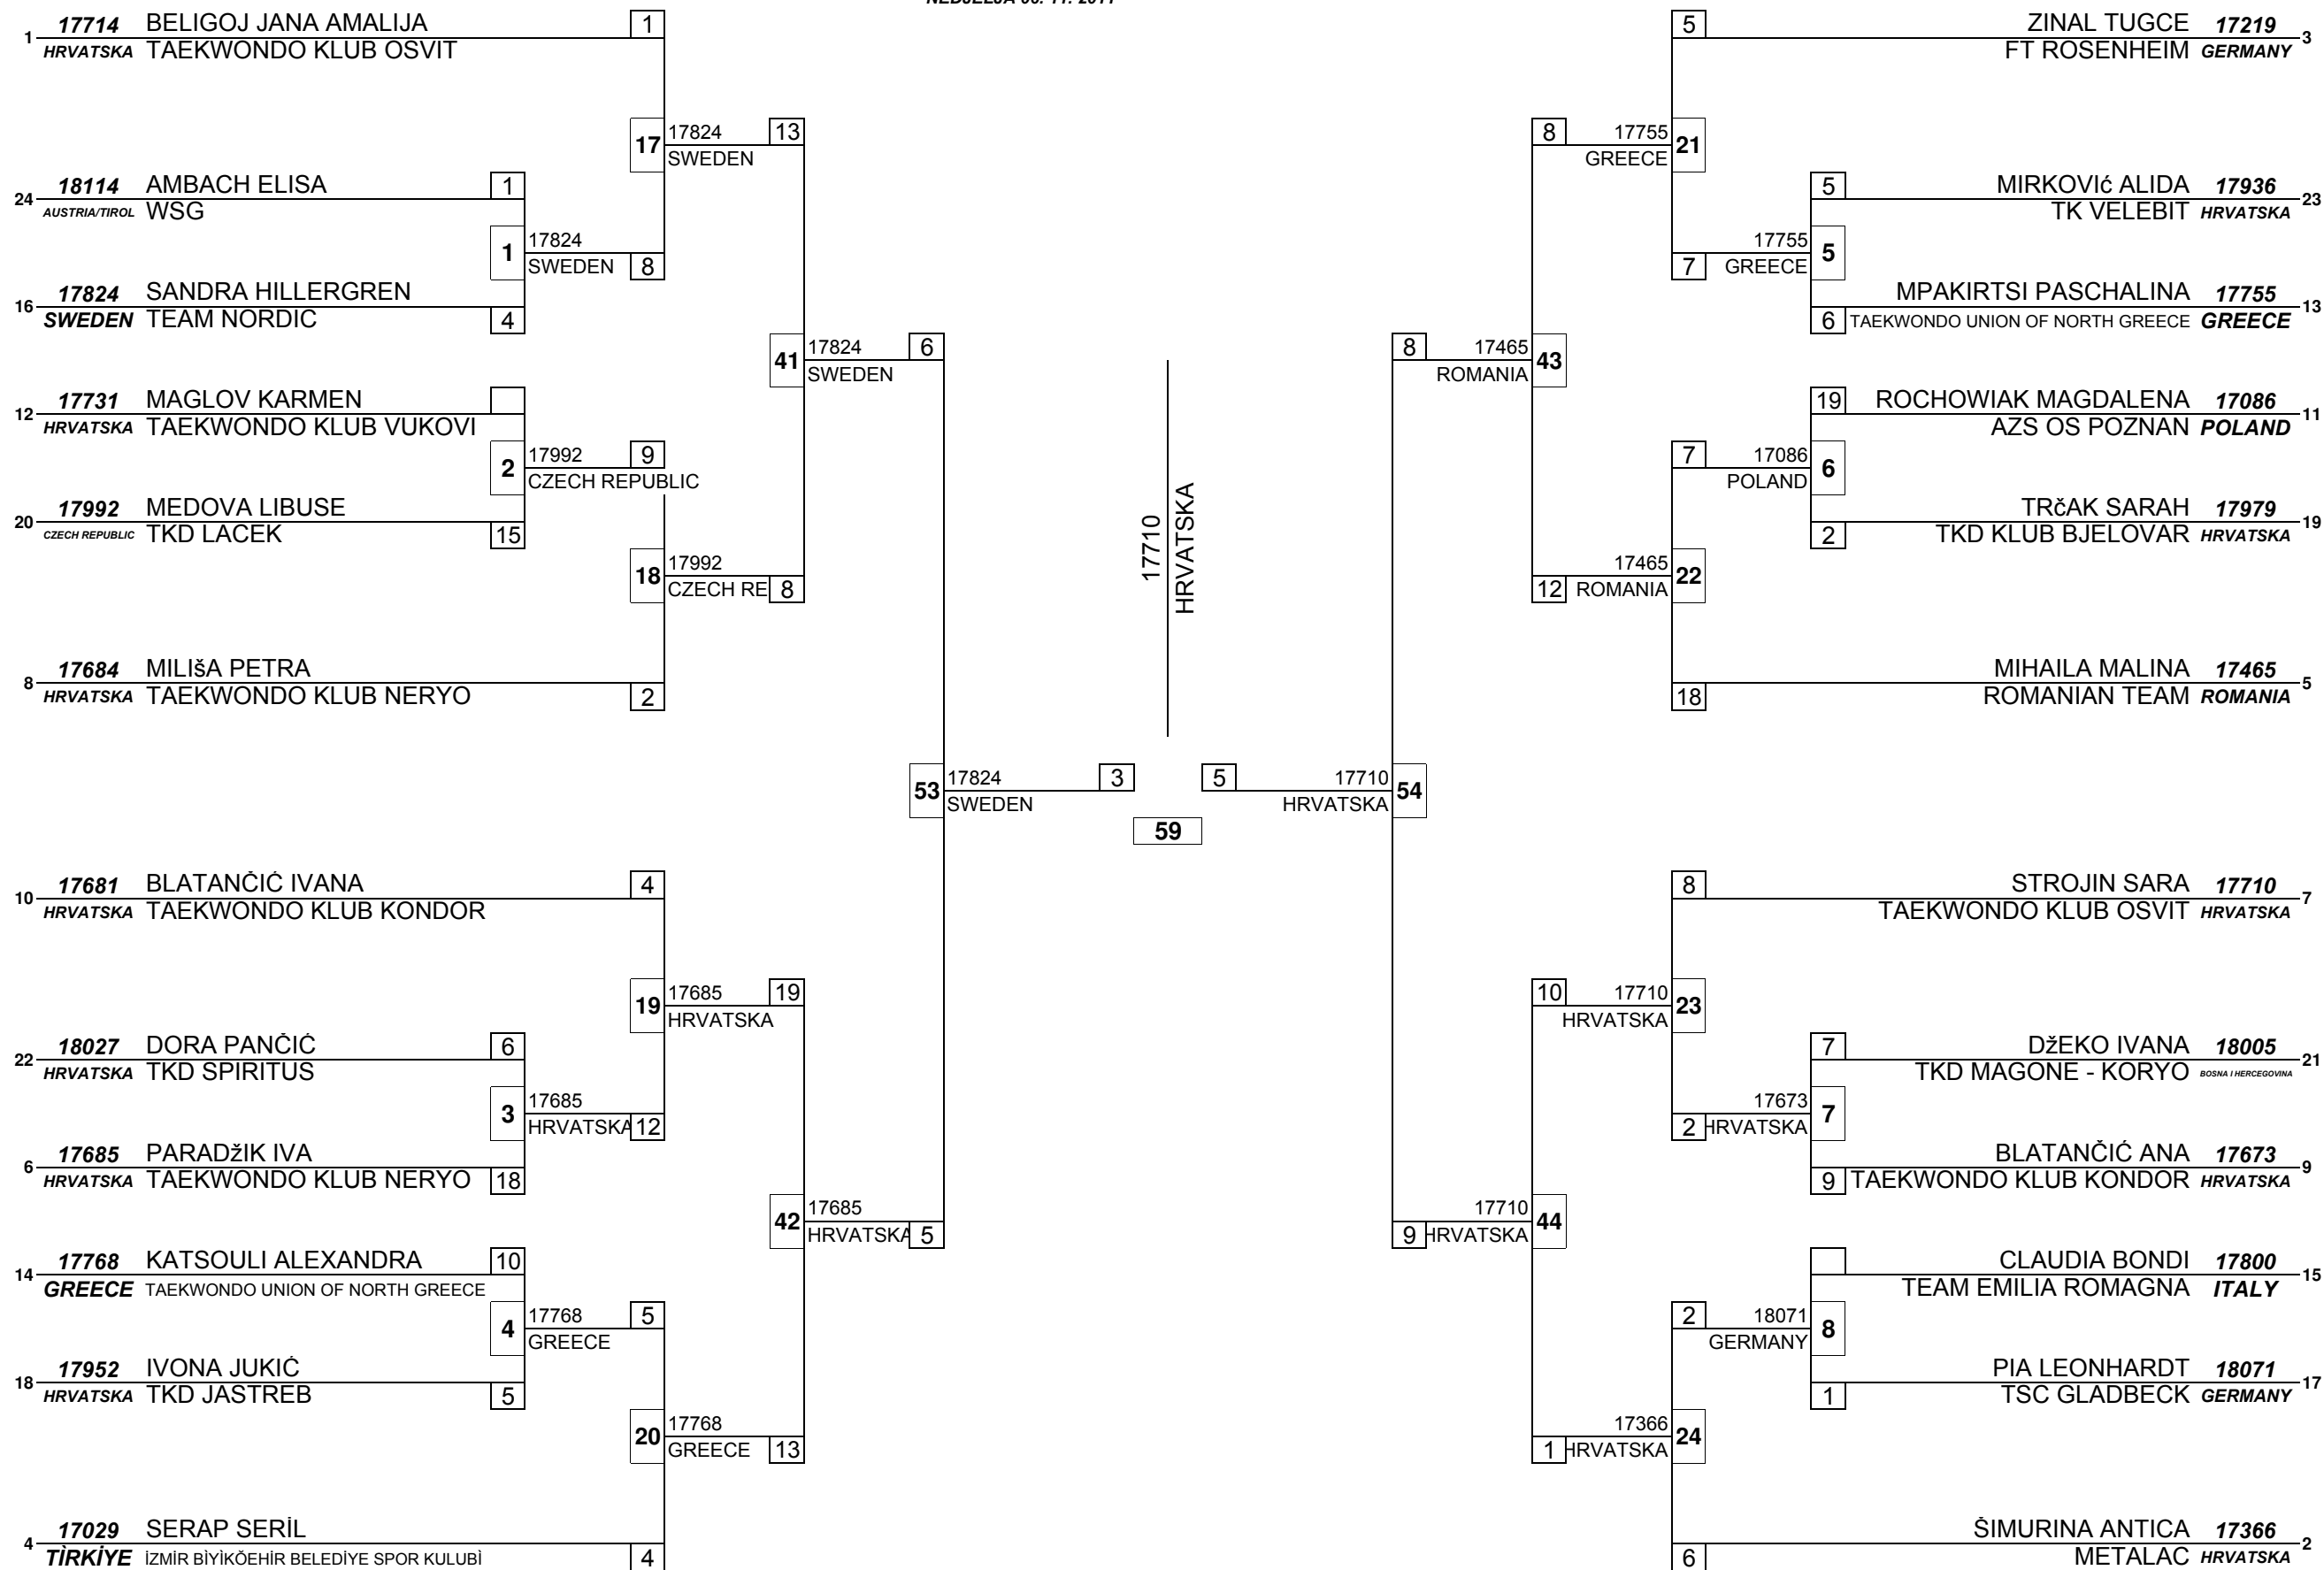 1 17714 BELIGOJ JANA AMALIJA 1
HRVATSKA TAEKWONDO KLUB OSVIT
17 17824 13
SWEDEN
24 18114 AMBACH ELISA 1
AUSTRIA/TIROL WSG
1 17824
SWEDEN 8
16 17824 SANDRA HILLERGREN
SWEDEN TEAM NORDIC 4
41 17824 6
SWEDEN
12 17731 MAGLOV KARMEN
HRVATSKA TAEKWONDO KLUB VUKOVI
2 17992 9
CZECH REPUBLIC
20 17992 MEDOVA LIBUSE
CZECH REPUBLIC TKD LACEK 15
18 17992
CZECH RE 8
8 17684 MILIšA PETRA
HRVATSKA TAEKWONDO KLUB NERYO 2
53 17824 3
SWEDEN
10 17681 BLATANČIĆ IVANA 4
HRVATSKA TAEKWONDO KLUB KONDOR
19 17685 19
HRVATSKA
22 18027 DORA PANČIĆ 6
HRVATSKA TKD SPIRITUS
3 17685
HRVATSKA 12
6 17685 PARADžIK IVA
HRVATSKA TAEKWONDO KLUB NERYO 18
42 17685
HRVATSKA 5
14 17768 KATSOULI ALEXANDRA 10
GREECE TAEKWONDO UNION OF NORTH GREECE
4 17768 5
GREECE
18 17952 IVONA JUKIĆ
HRVATSKA TKD JASTREB 5
20 17768
GREECE 13
4 17029 SERAP SERİL
TİRKİYE İZMİR BİYİKÖEHİR BELEDİYE SPOR KULUBİ 4
17710
HRVATSKA
59
5 ZINAL TUGCE 17219 3
FT ROSENHEIM GERMANY
8 17755 21
GREECE
5 MIRKOVIć ALIDA 17936 23
TK VELEBIT HRVATSKA
17755 5
7 GREECE
MPAKIRTSI PASCHALINA 17755 13
6 TAEKWONDO UNION OF NORTH GREECE GREECE
8 17465 43
ROMANIA
19 ROCHOWIAK MAGDALENA 17086 11
AZS OS POZNAN POLAND
7 17086 6
POLAND
TRčAK SARAH 17979 19
2 TKD KLUB BJELOVAR HRVATSKA
17465 22
12 ROMANIA
MIHAILA MALINA 17465 5
18 ROMANIAN TEAM ROMANIA
5 17710 54
HRVATSKA
8 STROJIN SARA 17710 7
TAEKWONDO KLUB OSVIT HRVATSKA
10 17710 23
HRVATSKA
7 DžEKO IVANA 18005 21
TKD MAGONE - KORYO BOSNA I HERCEGOVINA
17673 7
2 HRVATSKA
BLATANČIĆ ANA 17673 9
9 TAEKWONDO KLUB KONDOR HRVATSKA
17710 44
9 HRVATSKA
CLAUDIA BONDI 17800 15
TEAM EMILIA ROMAGNA ITALY
2 18071 8
GERMANY
PIA LEONHARDT 18071 17
1 TSC GLADBECK GERMANY
17366 24
1 HRVATSKA
ŠIMURINA ANTICA 17366 2
6 METALAC HRVATSKA